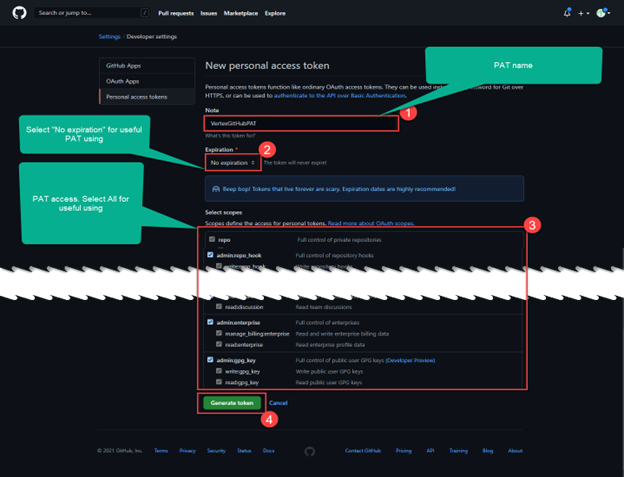 Search or jump to...
/
Pull requests Issues Marketplace Explore
Settings / Developer settings
GitHub Apps
OAuth Apps
Personal access tokens
New personal access token
PAT name
Personal access tokens function like ordinary OAuth access tokens. They can be used password for Git over
HTTPS, or can be used to authenticate to the API over Basic Authentication.
Note
1
VertexGitHubPAT
What's this token for?
Select "No expiration" for useful
PAT using
Expiration *
2
No expiration
The token will never expire!
PAT access. Select All for
useful using
Beep bop! Tokens that live forever are scary. Expiration dates are highly recommended!
Select scopes
Scopes define the access for personal tokens. Read more about OAuth scopes.
3
repo Full control of private repositories
admin:repo_hook Full control of repository hooks
write:repo_hook Write repository hooks
read:discussion Read team discussions
admin:enterprise Full control of enterprises
manage_billing:enterprise Read and write enterprise billing data
read:enterprise Read enterprise profile data
admin:gpg_key Full control of public user GPG keys (Developer Preview)
write:gpg_key Write public user GPG keys
read:gpg_key Read public user GPG keys
Generate token Cancel
4
© 2021 GitHub, Inc. Terms Privacy Security Status Docs Contact GitHub Pricing API Training Blog About